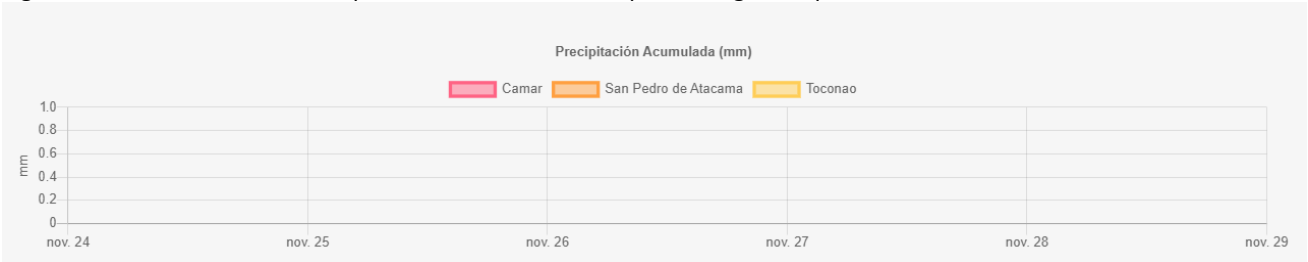 Precipitación Acumulada (mm)
Camar San Pedro de Atacama Toconao
1.0
0.8
0.6
0.4
0.2
0
mm
nov. 24 nov. 25 nov. 26 nov. 27 nov. 28 nov. 29